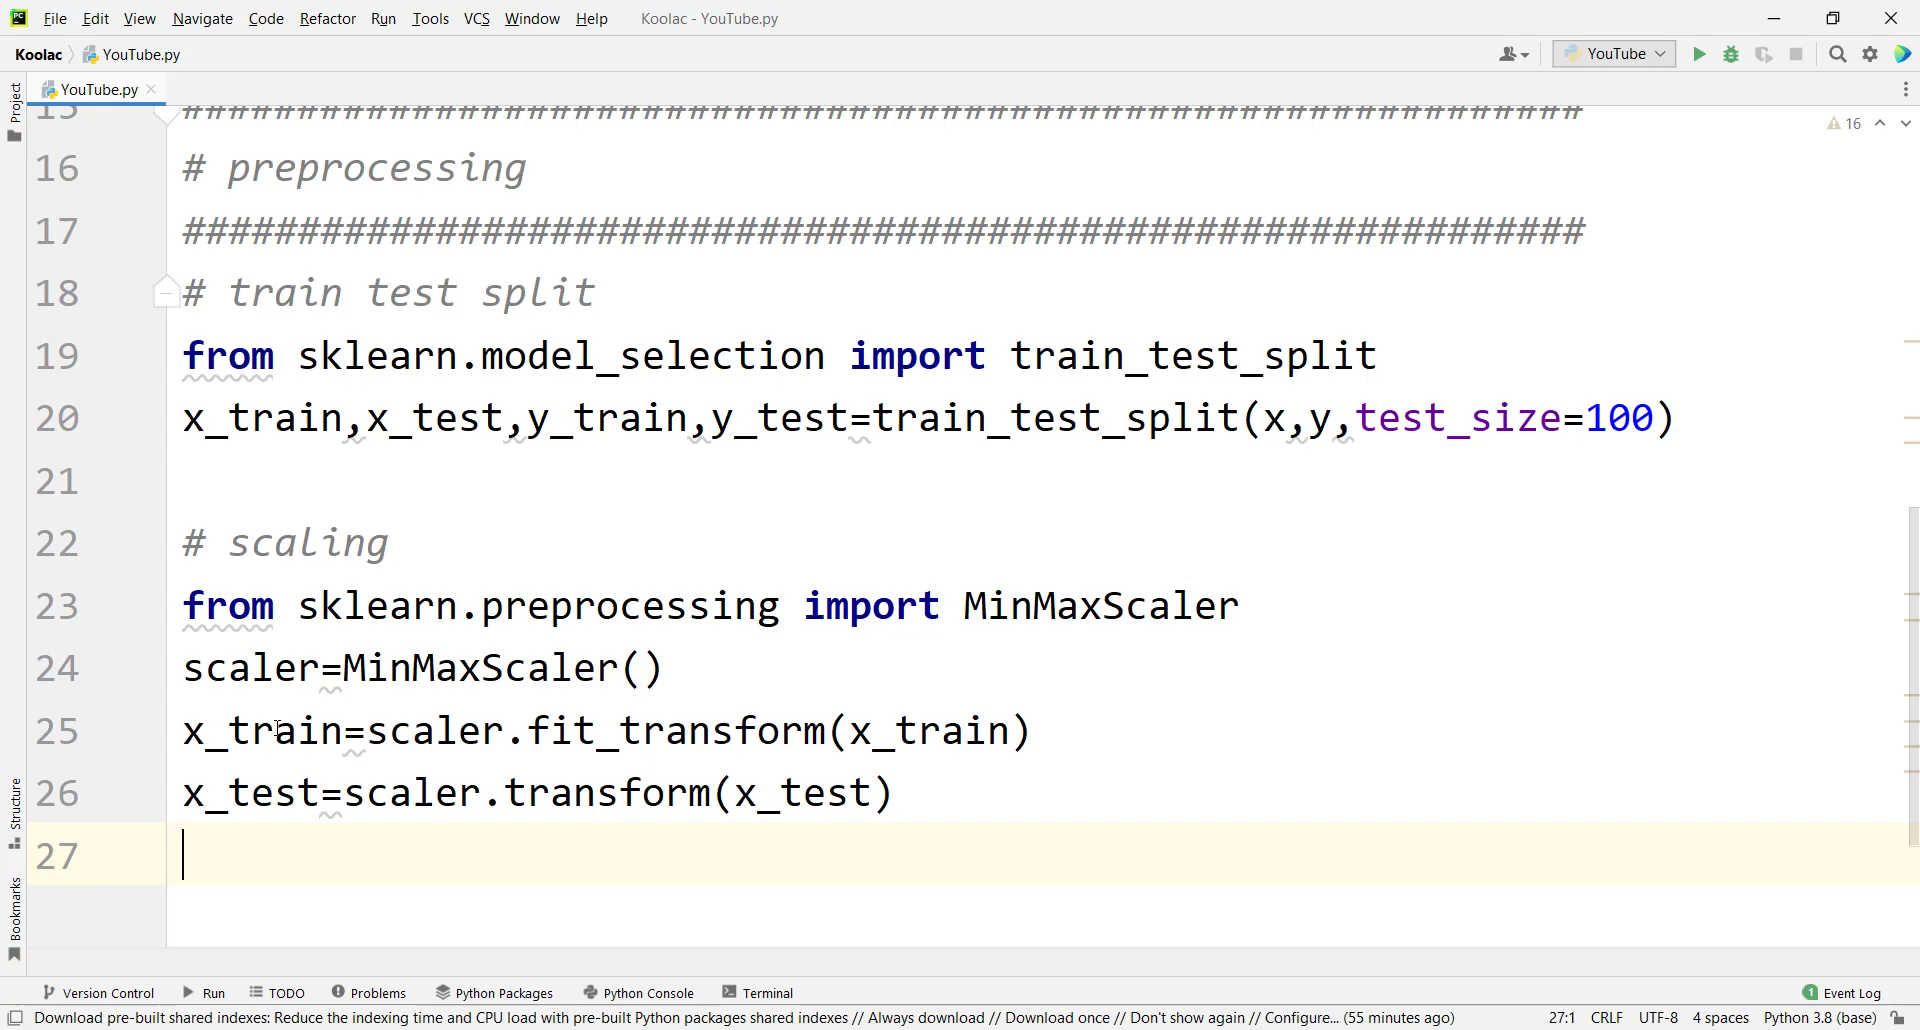 File Edit View Navigate Code Refactor Run Tools VCS Window Help Koolac - YouTube.py
Koolac YouTube.py YouTube
Project
YouTube.py
15 #############################################################
16
16 # preprocessing
17 #############################################################
18 # train test split
19 from sklearn.model_selection import train_test_split
20 x_train,x_test,y_train,y_test=train_test_split(x,y,test_size=100)
21
22 # scaling
23 from sklearn.preprocessing import MinMaxScaler
24 scaler=MinMaxScaler()
25 x_train=scaler.fit_transform(x_train)
26 x_test=scaler.transform(x_test)
27
Structure
Bookmarks
Version Control Run TODO Problems Python Packages Python Console Terminal 1 Event Log
Download pre-built shared indexes: Reduce the indexing time and CPU load with pre-built Python packages shared indexes // Always download // Download once // Don't show again // Configure... (55 minutes ago) 27:1 CRLF UTF-8 4 spaces Python 3.8 (base)